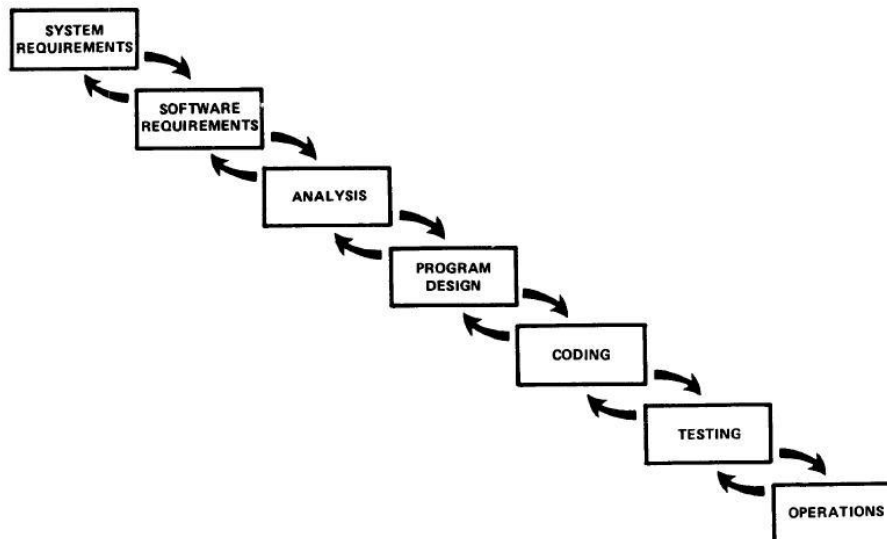 SYSTEM
REQUIREMENTS
SOFTWARE
REQUIREMENTS
ANALYSIS
PROGRAM
DESIGN
CODING
TESTING
OPERATIONS